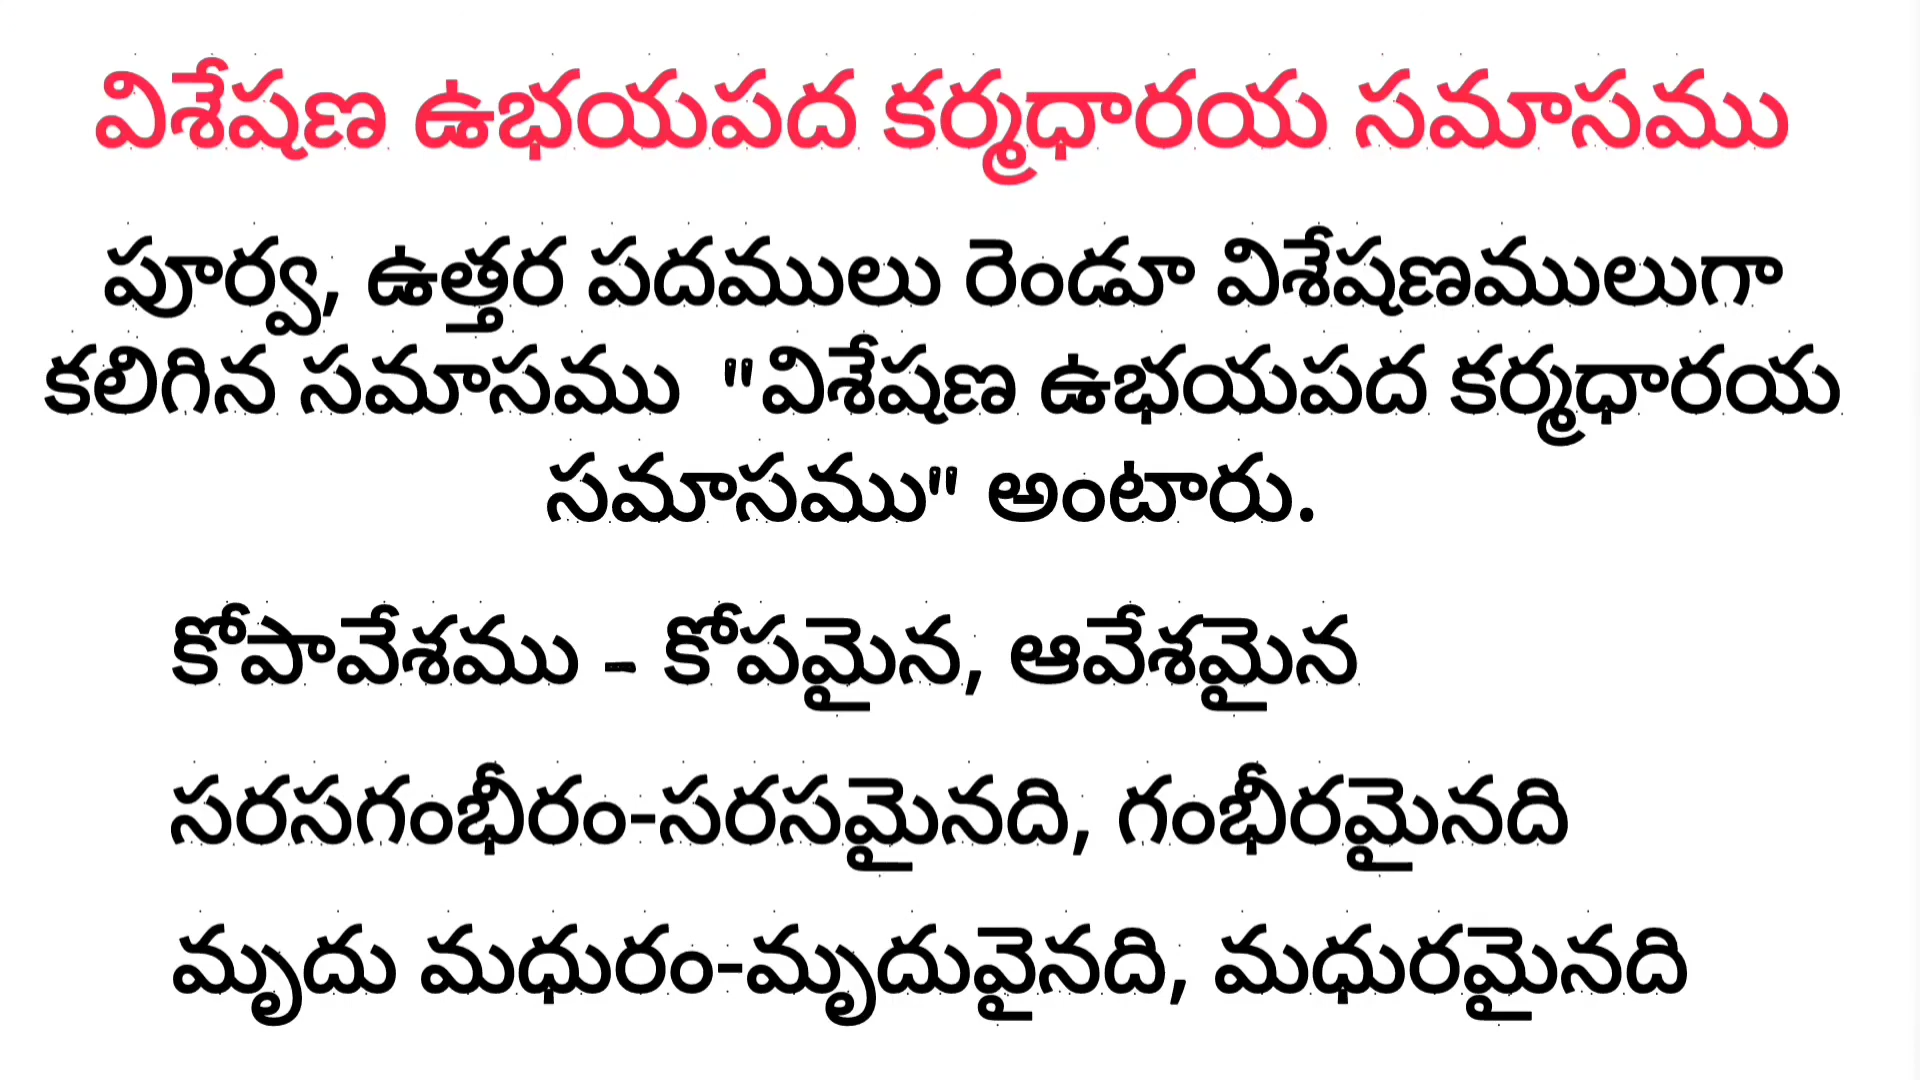 విశేషణ ఉభయపద కర్మధారయ సమాసము
పూర్వ, ఉత్తర పదములు రెండూ విశేషణములుగా
కలిగిన సమాసము "విశేషణ ఉభయపద కర్మధారయ
సమాసము" అంటారు.
కోపావేశము - కోపమైన, ఆవేశమైన
సరసగంభీరం-సరసమైనది, గంభీరమైనది
మృదు మధురం-మృదువైనది, మధురమైనది